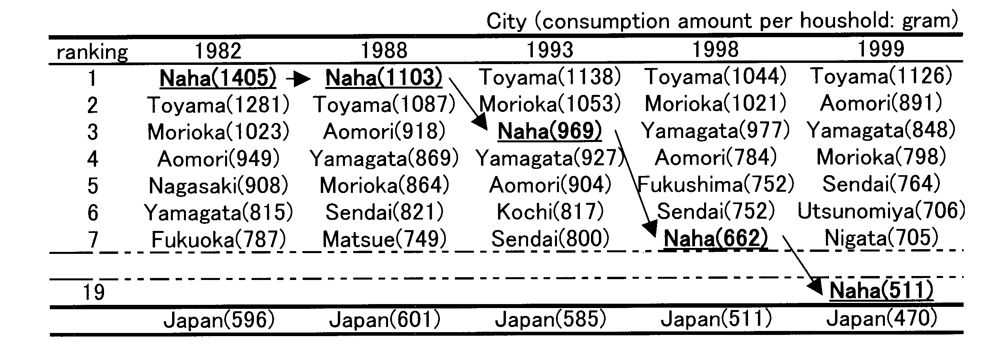 City (consumption amount per houshold: gram)
ranking 1982 1988 1993 1998 1999
1 Naha(1405) Naha(1103) Toyama(1138) Toyama(1044) Toyama(1126)
2 Toyama(1281) Toyama(1087) Morioka(1053) Morioka(1021) Aomori(891)
3 Morioka(1023) Aomori(918) Naha(969) Yamagata(977) Yamagata(848)
4 Aomori(949) Yamagata(869) Yamagata(927) Aomori(784) Morioka(798)
5 Nagasaki(908) Morioka(864) Aomori(904) Fukushima(752) Sendai(764)
6 Yamagata(815) Sendai(821) Kochi(817) Sendai(752) Utsunomiya(706)
7 Fukuoka(787) Matsue(749) Sendai(800) Naha(662) Nigata(705)
19 Naha(511)
Japan(596) Japan(601) Japan(585) Japan(511) Japan(470)